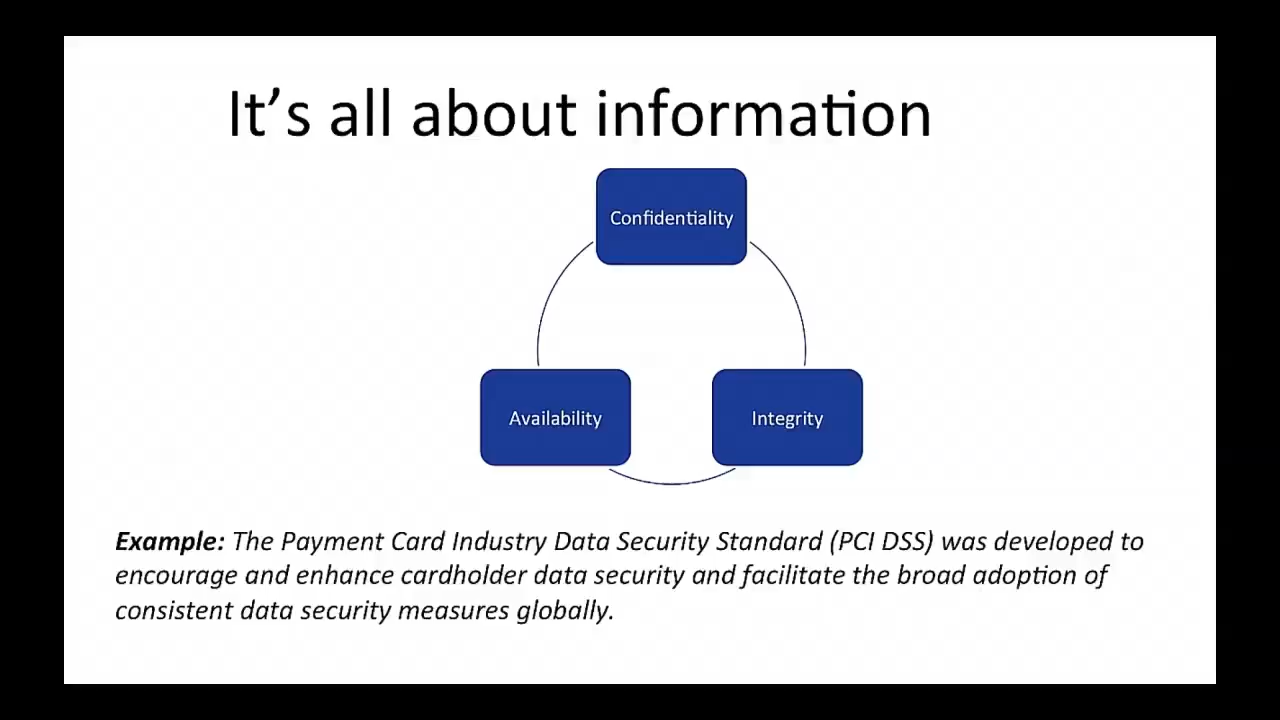 It’s all about information
Confidentiality
Availability
Integrity
Example: The Payment Card Industry Data Security Standard (PCI DSS) was developed to
encourage and enhance cardholder data security and facilitate the broad adoption of
consistent data security measures globally.